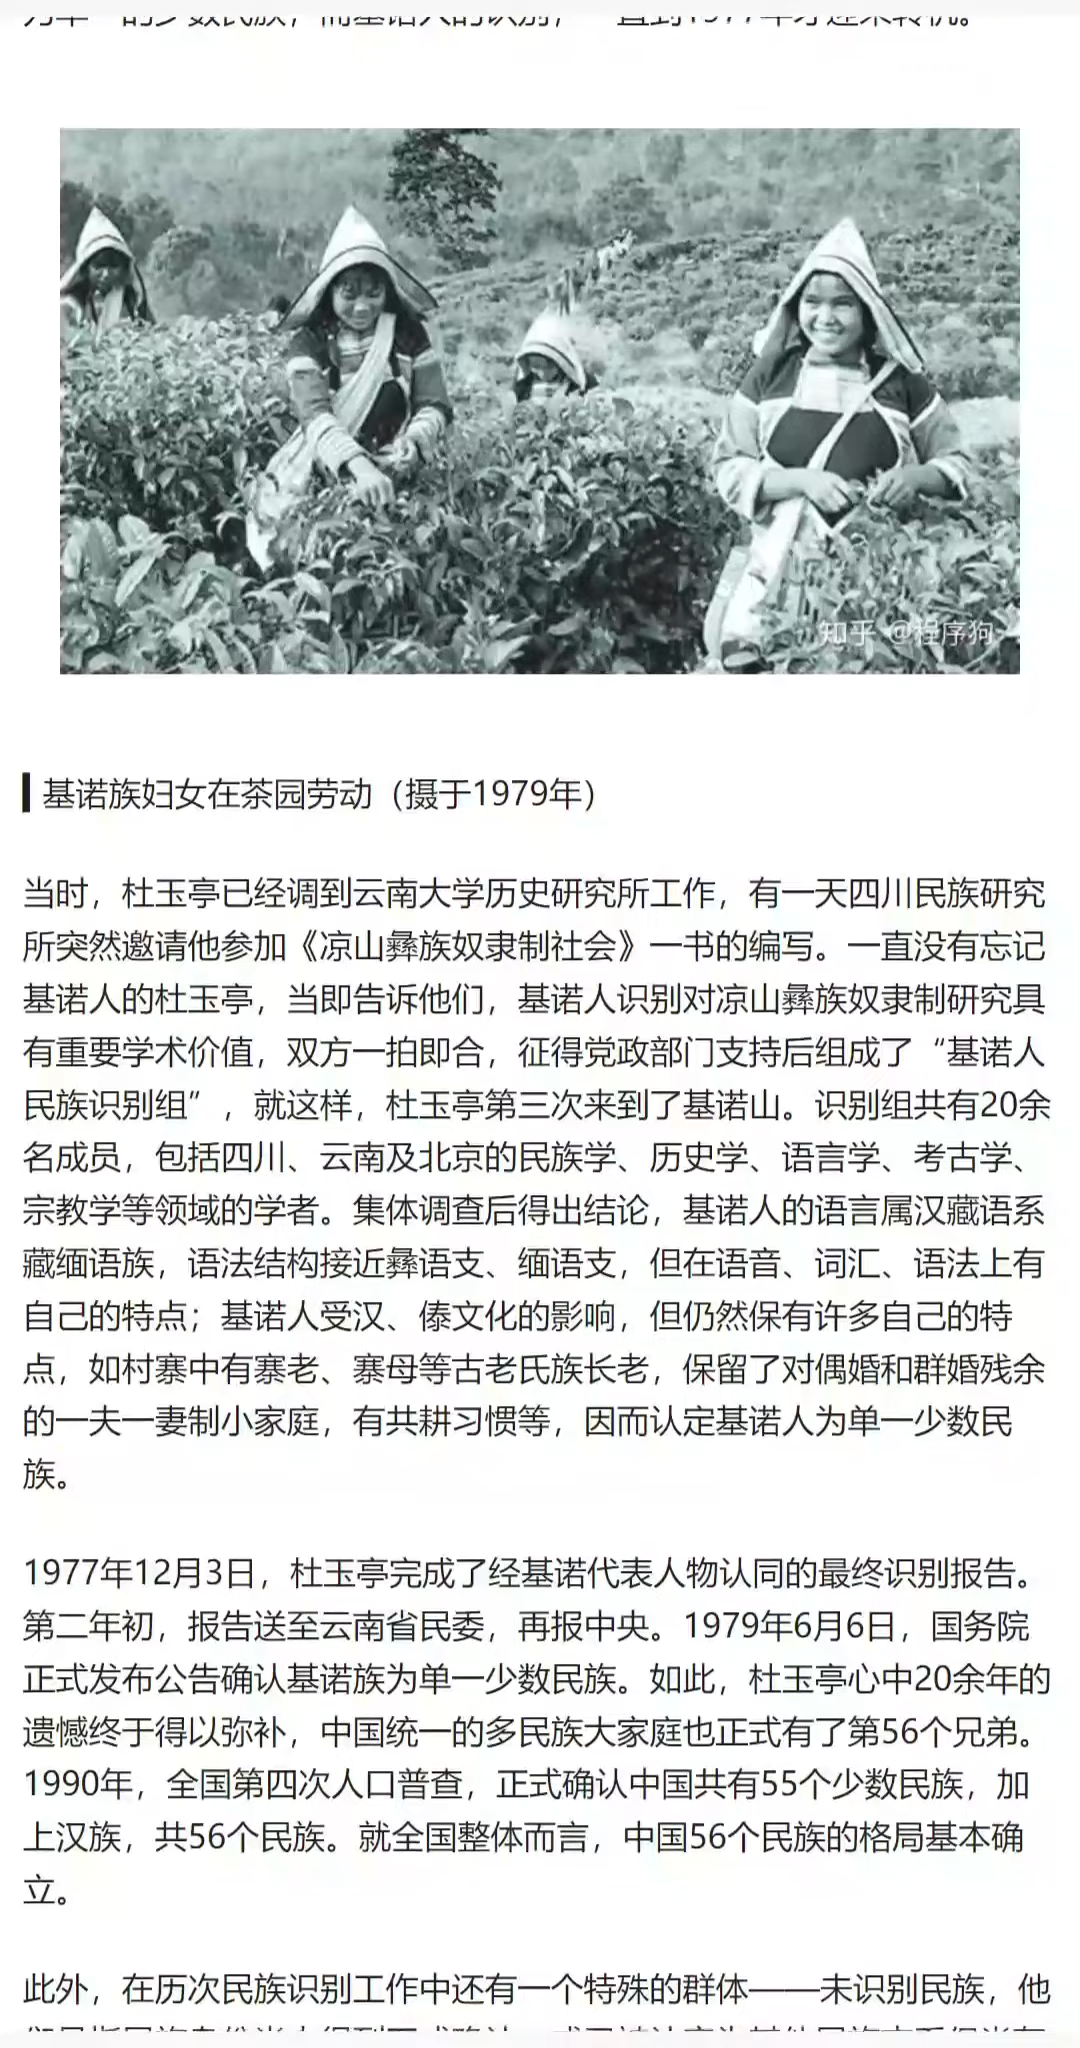 的少数民族，而基诺人的识别，一直到1977年才迎来转机。
知乎 @程序狗
基诺族妇女在茶园劳动（摄于1979年）
当时，杜玉亭已经调到云南大学历史研究所工作，有一天四川民族研究
所突然邀请他参加《凉山彝族奴隶制社会》一书的编写。一直没有忘记
基诺人的杜玉亭，当即告诉他们，基诺人识别对凉山彝族奴隶制研究具
有重要学术价值，双方一拍即合，征得党政部门支持后组成了“基诺人
民族识别组”，就这样，杜玉亭第三次来到了基诺山。识别组共有20余
名成员，包括四川、云南及北京的民族学、历史学、语言学、考古学、
宗教学等领域的学者。集体调查后得出结论，基诺人的语言属汉藏语系
藏缅语族，语法结构接近彝语支、缅语支，但在语音、词汇、语法上有
自己的特点；基诺人受汉、傣文化的影响，但仍然保有许多自己的特
点，如村寨中有寨老、寨母等古老氏族长老，保留了对偶婚和群婚残余
的一夫一妻制小家庭，有共耕习惯等，因而认定基诺人为单一少数民
族。
1977年12月3日，杜玉亭完成了经基诺代表人物认同的最终识别报告。
第二年初，报告送至云南省民委，再报中央。1979年6月6日，国务院
正式发布公告确认基诺族为单一少数民族。如此，杜玉亭心中20余年的
遗憾终于得以弥补，中国统一的多民族大家庭也正式有了第56个兄弟。
1990年，全国第四次人口普查，正式确认中国共有55个少数民族，加
上汉族，共56个民族。就全国整体而言，中国56个民族的格局基本确
立。
此外，在历次民族识别工作中还有一个特殊的群体——未识别民族，他